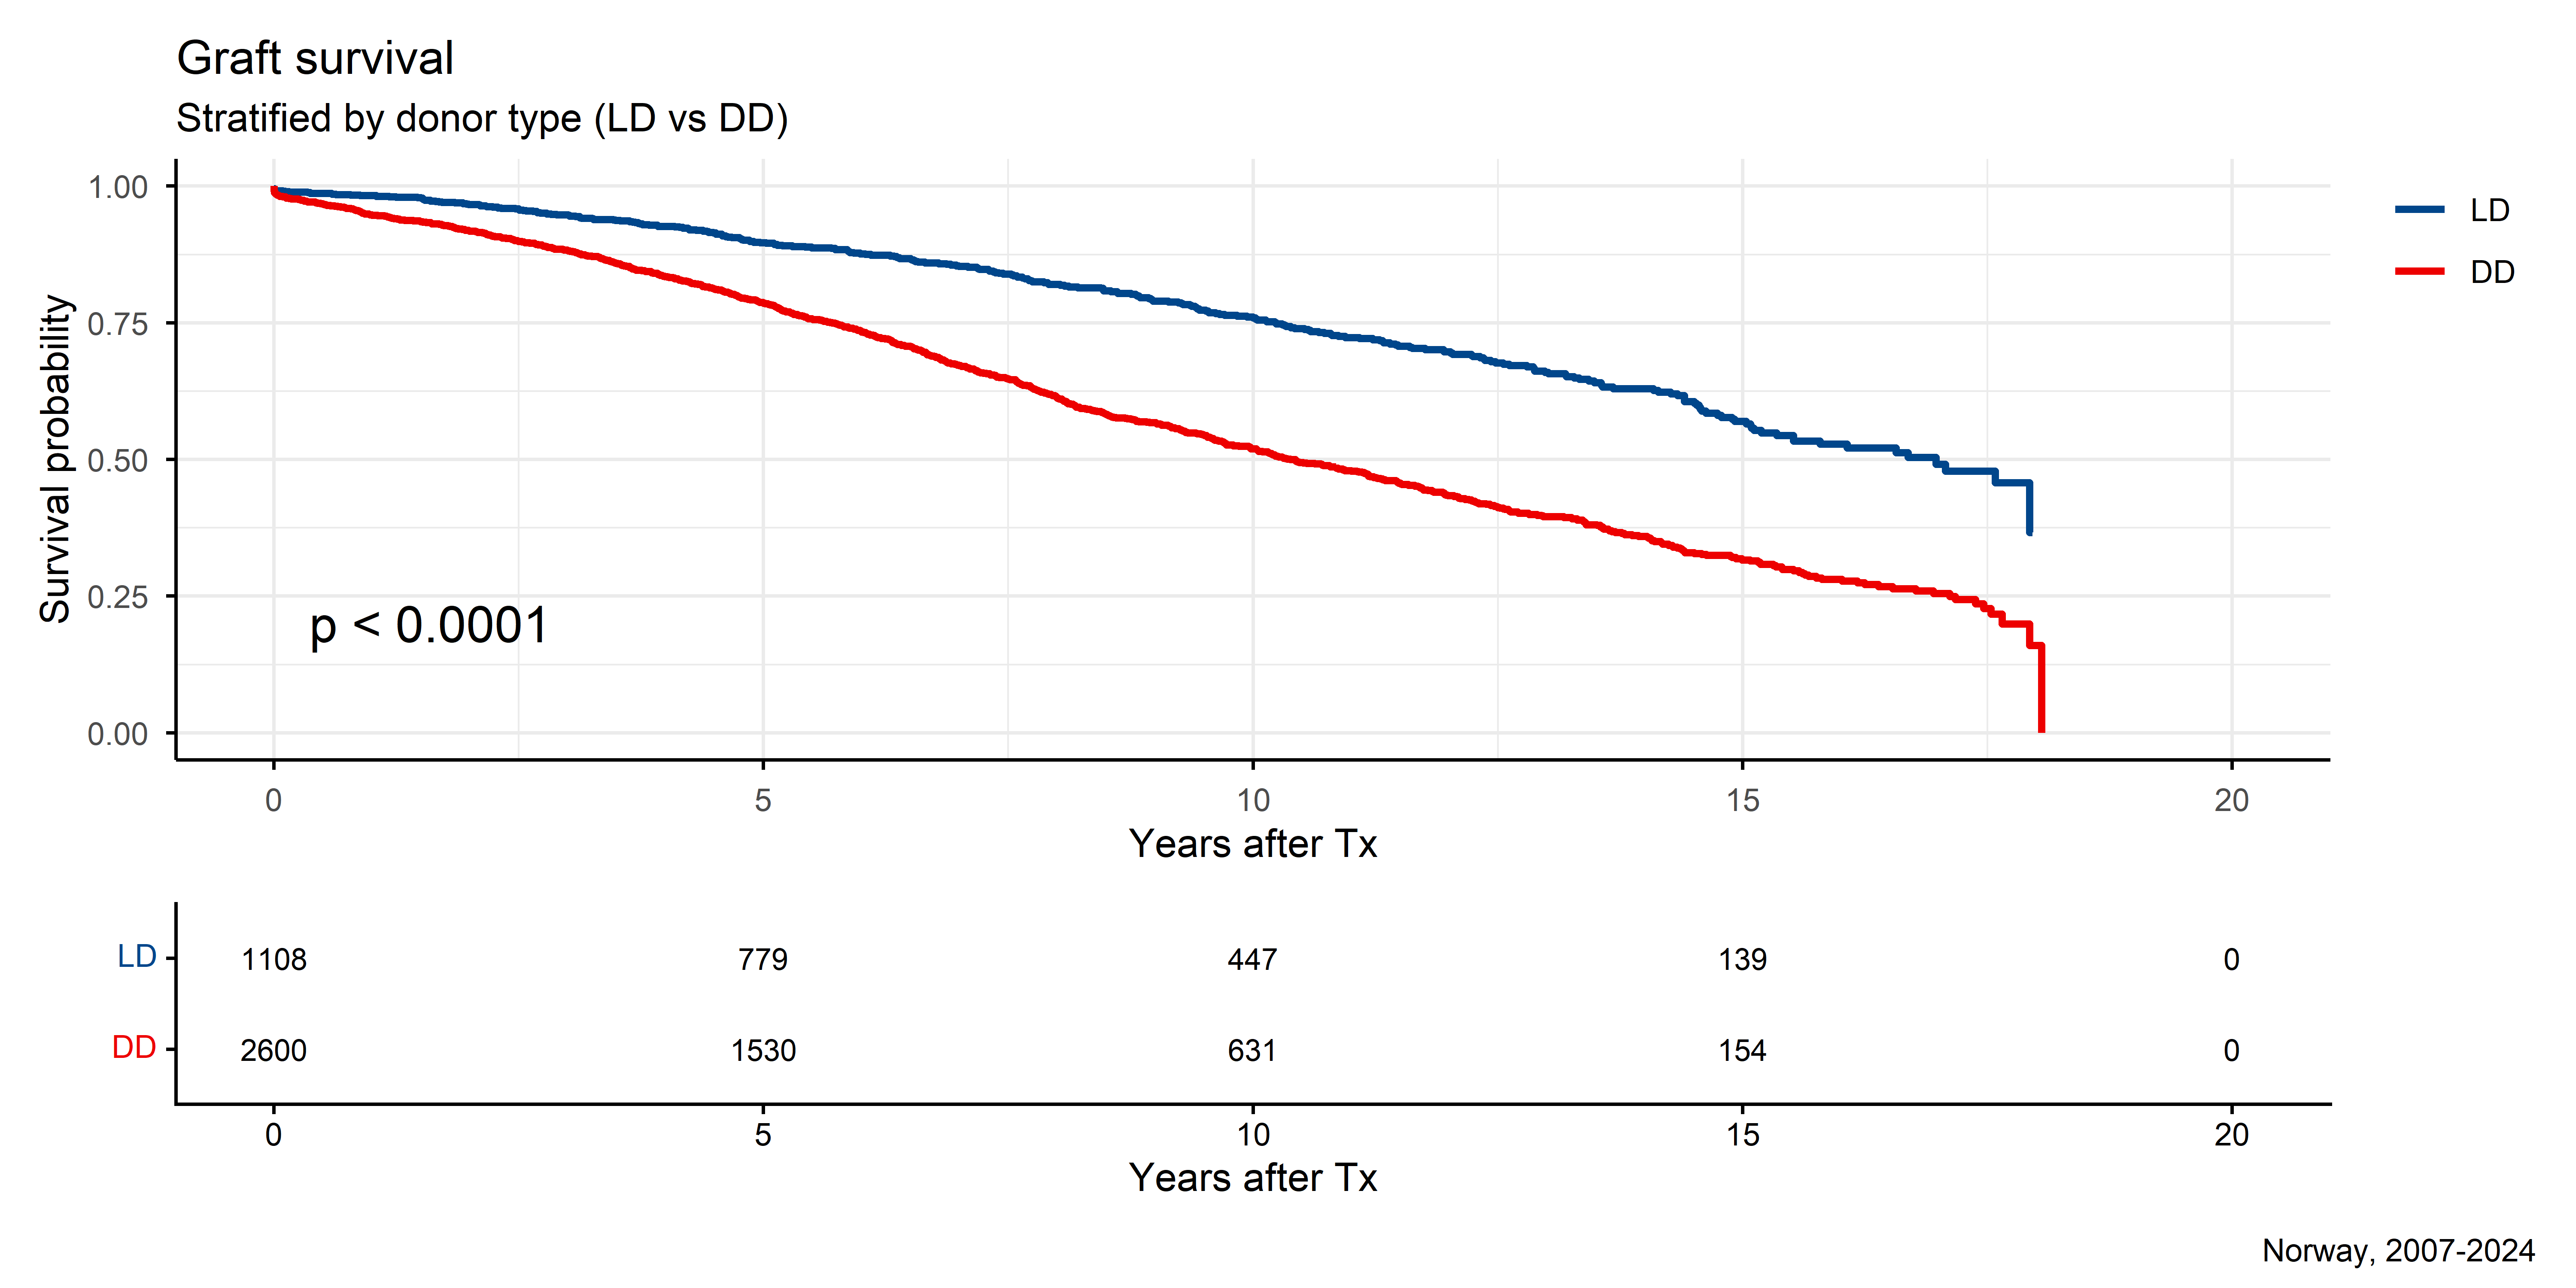 Graft survival
Stratified by donor type (LD vs DD)
Survival probability
1.00
0.75
0.50
0.25
0.00
p < 0.0001
LD
DD
0 5 10 15 20
Years after Tx
LD 1108 779 447 139 0
DD 2600 1530 631 154 0
0 5 10 15 20
Years after Tx
Norway, 2007-2024